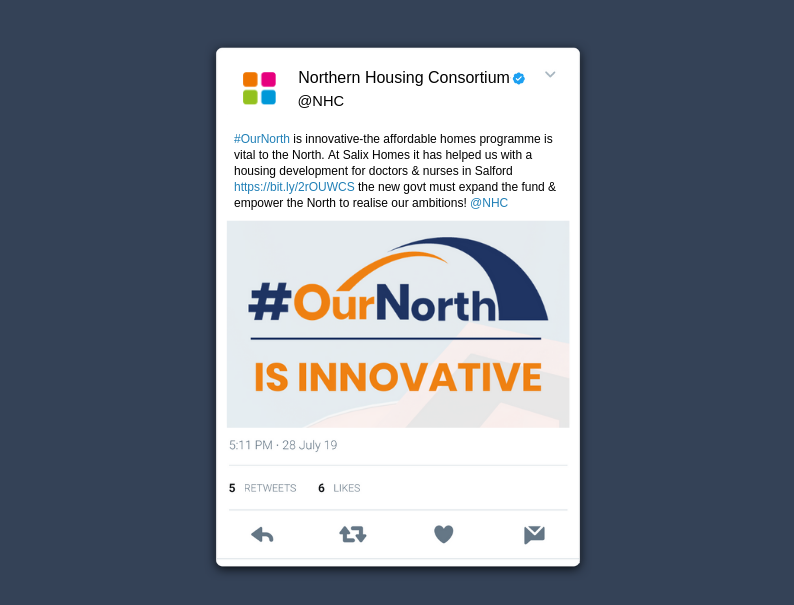 Northern Housing Consortium
@NHC
#OurNorth is innovative-the affordable homes programme is
vital to the North. At Salix Homes it has helped us with a
housing development for doctors & nurses in Salford
https://bit.ly/2rOUWCS the new govt must expand the fund &
empower the North to realise our ambitions! @NHC
#OurNorth
IS INNOVATIVE
5:11 PM · 28 July 19
5 RETWEETS 6 LIKES